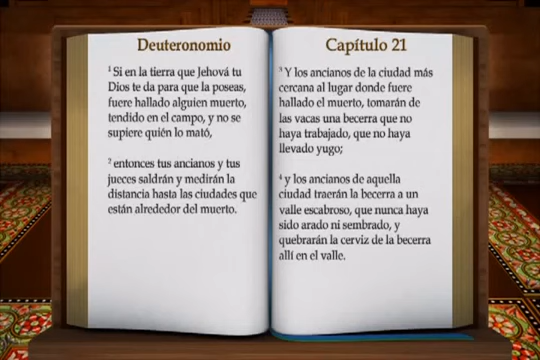 Deuteronomio
¹ Si en la tierra que Jehová tu
Dios te da para que la poseas,
fuere hallado alguien muerto,
tendido en el campo, y no se
supiere quién lo mató,
² entonces tus ancianos y tus
jueces saldrán y medirán la
distancia hasta las ciudades que
están alrededor del muerto.
Capítulo 21
³ Y los ancianos de la ciudad más
cercana al lugar donde fuere
hallado el muerto, tomarán de
las vacas una becerra que no
haya trabajado, que no haya
llevado yugo;
⁴ y los ancianos de aquella
ciudad traerán la becerra a un
valle escabroso, que nunca haya
sido arado ni sembrado, y
quebrarán la cerviz de la becerra
allí en el valle.